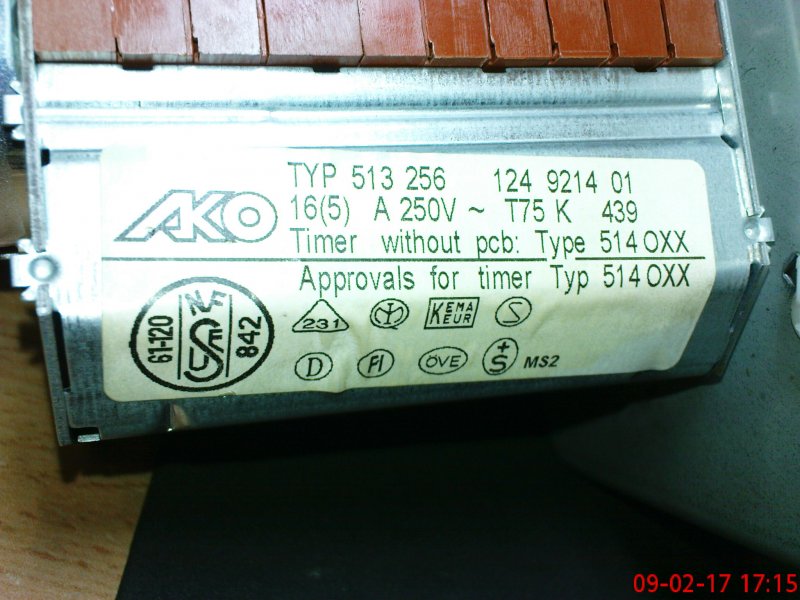 AKO
TYP 513 256 124 9214 01
16(5) A 250V ~ T75 K 439
Timer without pcb: Type 514 OXX
Approvals for timer Typ 514 OXX
61-120 NF USE 842
231 KEMA KEUR S
D FI ÖVE +S MS2
09-02-17 17:15